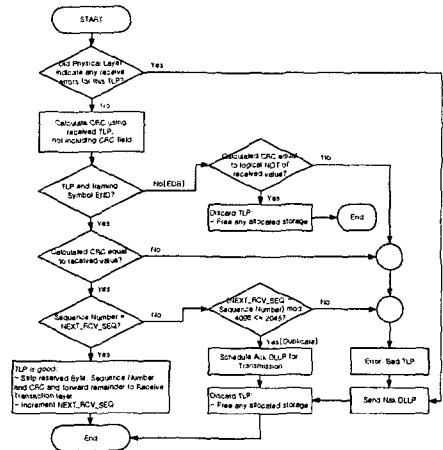 START
Did Physical Layer
indicate any receive
errors for this TLP?
Yes
No
Calculate CRC using
received TLP,
not including CRC field
Calculated CRC equal
to logical NOT of
received value?
No
TLP end framing
Symbol END?
No[EDB]
Yes
Discard TLP:
- Free any allocated storage
End
Yes
Calculated CRC equal
to received value?
No
Yes
Sequence Number =
NEXT_RCV_SEQ?
No
(NEXT_RCV_SEQ -
Sequence Number) mod
4096 <= 2048?
No
Yes
Yes(Duplicate)
TLP is good:
- Strip reserved Byte, Sequence Number
and CRC and forward remainder to Receive
Transaction layer
- Increment NEXT_RCV_SEQ
Schedule Ack DLLP for
Transmission
Error: Bad TLP
Discard TLP:
- Free any allocated storage
Send Nak DLLP
End